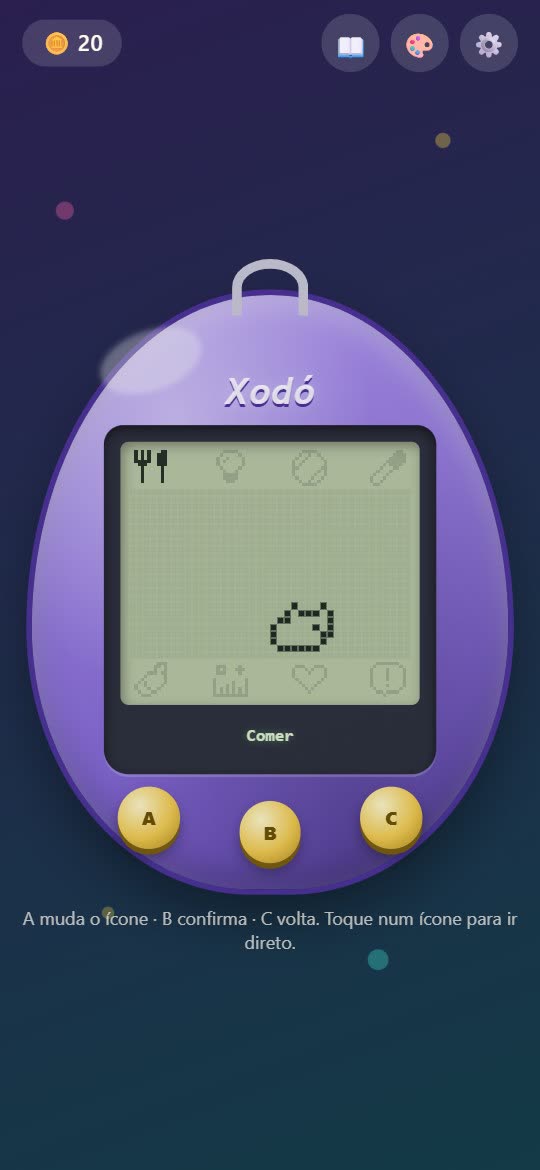 20
Xodó
Comer
A
B
C
A muda o ícone · B confirma · C volta. Toque num ícone para ir
direto.